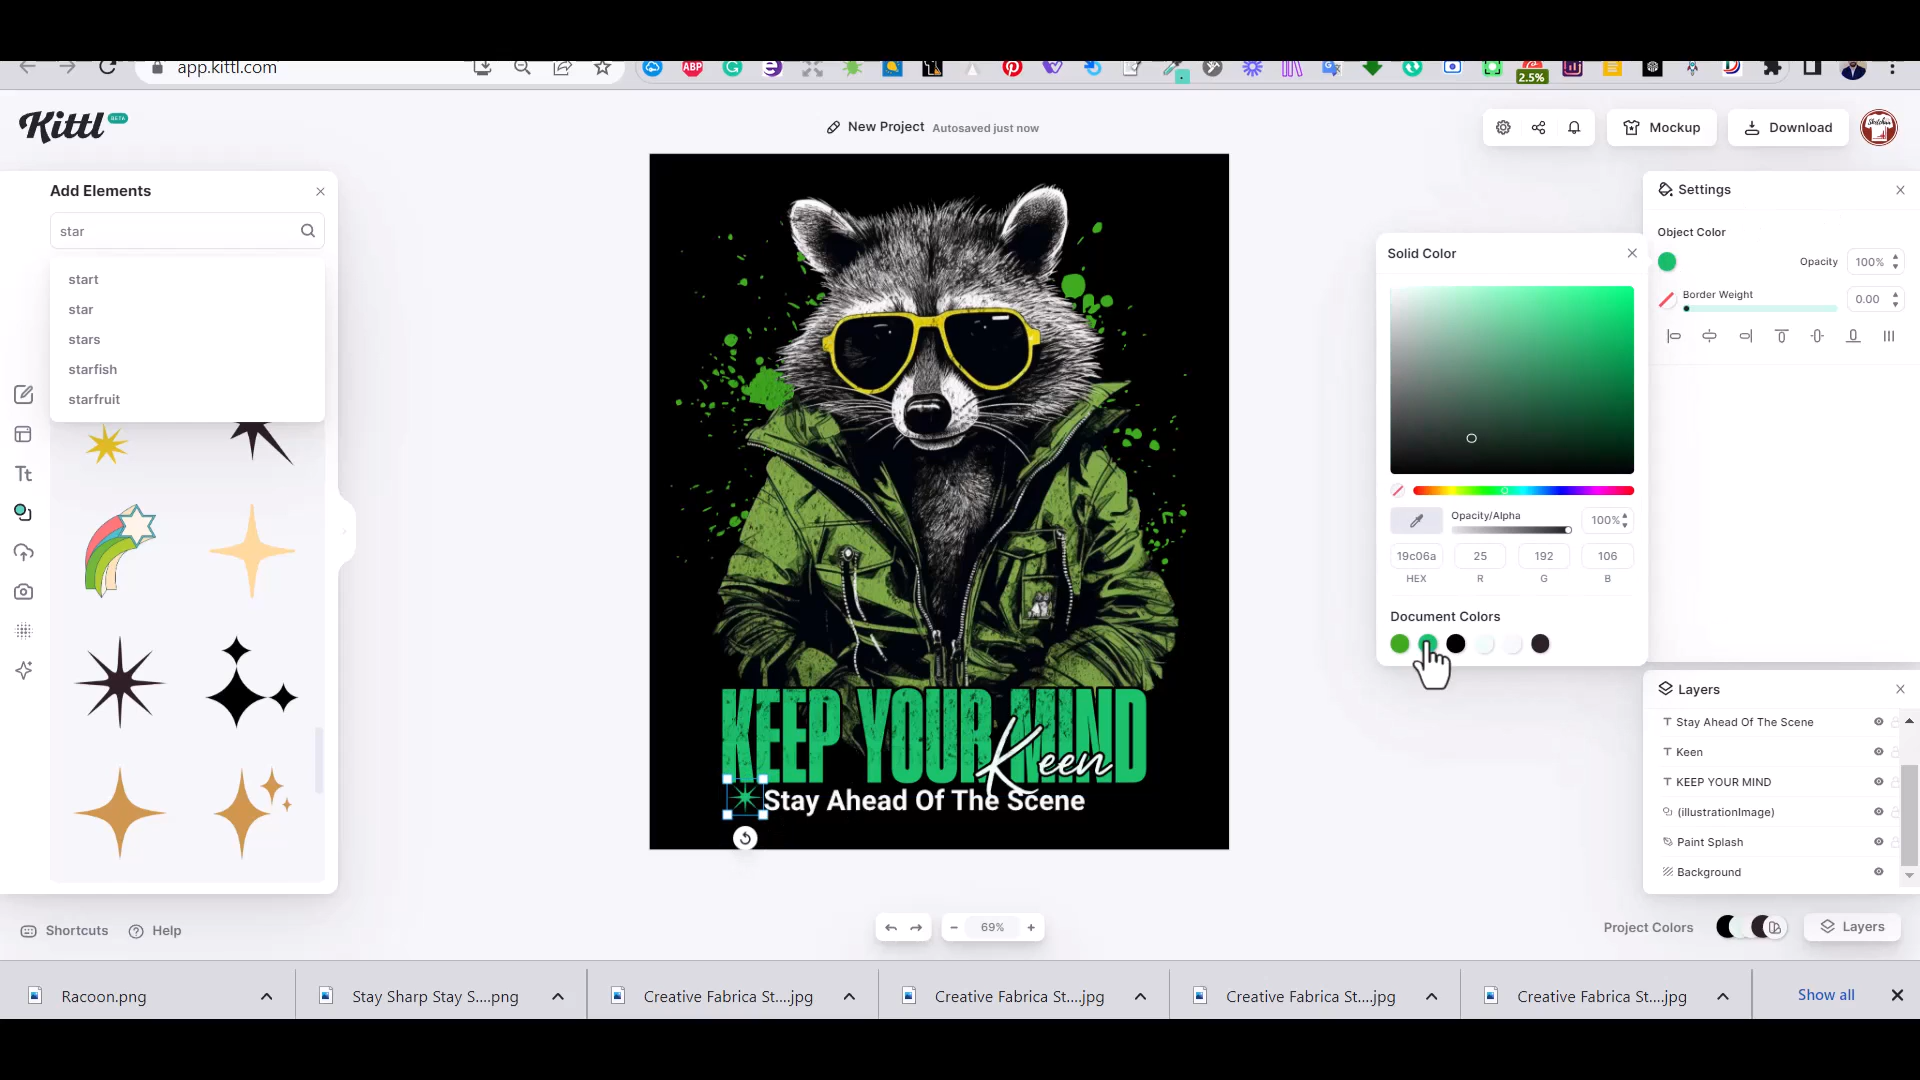 app.kittl.com
ABP
2.5%
Kittl BETA
New Project Autosaved just now
Mockup
Download
Add Elements
star
start
star
stars
starfish
starfruit
Tt
KEEP YOUR MIND
Keen
Stay Ahead Of The Scene
Solid Color
Opacity/Alpha
100%
19c06a 25 192 106
HEX R G B
Document Colors
Settings
Object Color
Opacity 100%
Border Weight 0.00
Layers
T Stay Ahead Of The Scene
T Keen
T KEEP YOUR MIND
(illustrationImage)
Paint Splash
Background
Shortcuts
Help
69%
Project Colors
Layers
Racoon.png
Stay Sharp Stay S....png
Creative Fabrica St....jpg
Creative Fabrica St....jpg
Creative Fabrica St....jpg
Creative Fabrica St....jpg
Show all